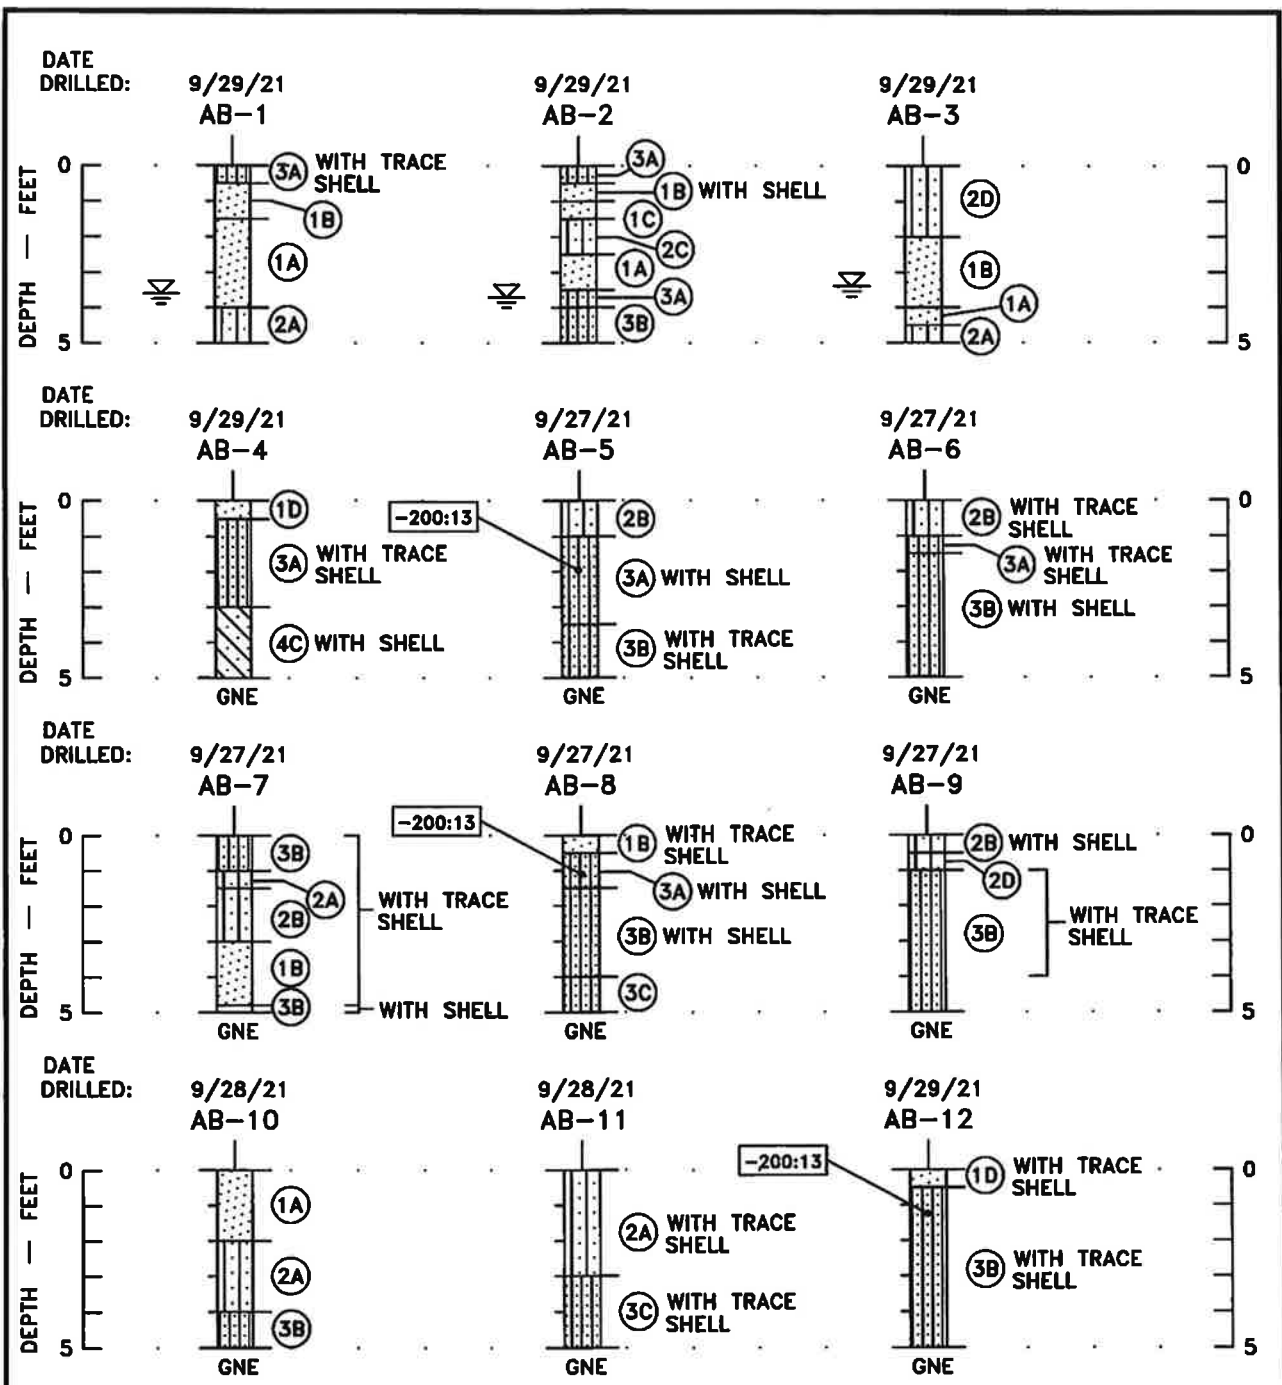 DATE
DRILLED:
9/29/21
AB-1
9/29/21
AB-2
9/29/21
AB-3
DEPTH — FEET
0
5
3A WITH TRACE
SHELL
1B
1A
2A
3A
1B WITH SHELL
1C
2C
1A
3A
3B
2D
1B
1A
2A
0
5
DATE
DRILLED:
9/29/21
AB-4
9/27/21
AB-5
9/27/21
AB-6
DEPTH — FEET
0
5
1D
3A WITH TRACE
SHELL
4C WITH SHELL
GNE
-200:13
2B
3A WITH SHELL
3B WITH TRACE
SHELL
GNE
2B WITH TRACE
SHELL
3A WITH TRACE
SHELL
3B WITH SHELL
GNE
0
5
DATE
DRILLED:
9/27/21
AB-7
9/27/21
AB-8
9/27/21
AB-9
DEPTH — FEET
0
5
3B
2A
2B
1B
3B
WITH TRACE
SHELL
WITH SHELL
GNE
-200:13
1B WITH TRACE
SHELL
3A WITH SHELL
3B WITH SHELL
3C
GNE
2B WITH SHELL
2D
3B
WITH TRACE
SHELL
GNE
0
5
DATE
DRILLED:
9/28/21
AB-10
9/28/21
AB-11
9/29/21
AB-12
DEPTH — FEET
0
5
1A
2A
3B
GNE
2A WITH TRACE
SHELL
3C WITH TRACE
SHELL
GNE
-200:13
1D WITH TRACE
SHELL
3B WITH TRACE
SHELL
GNE
0
5